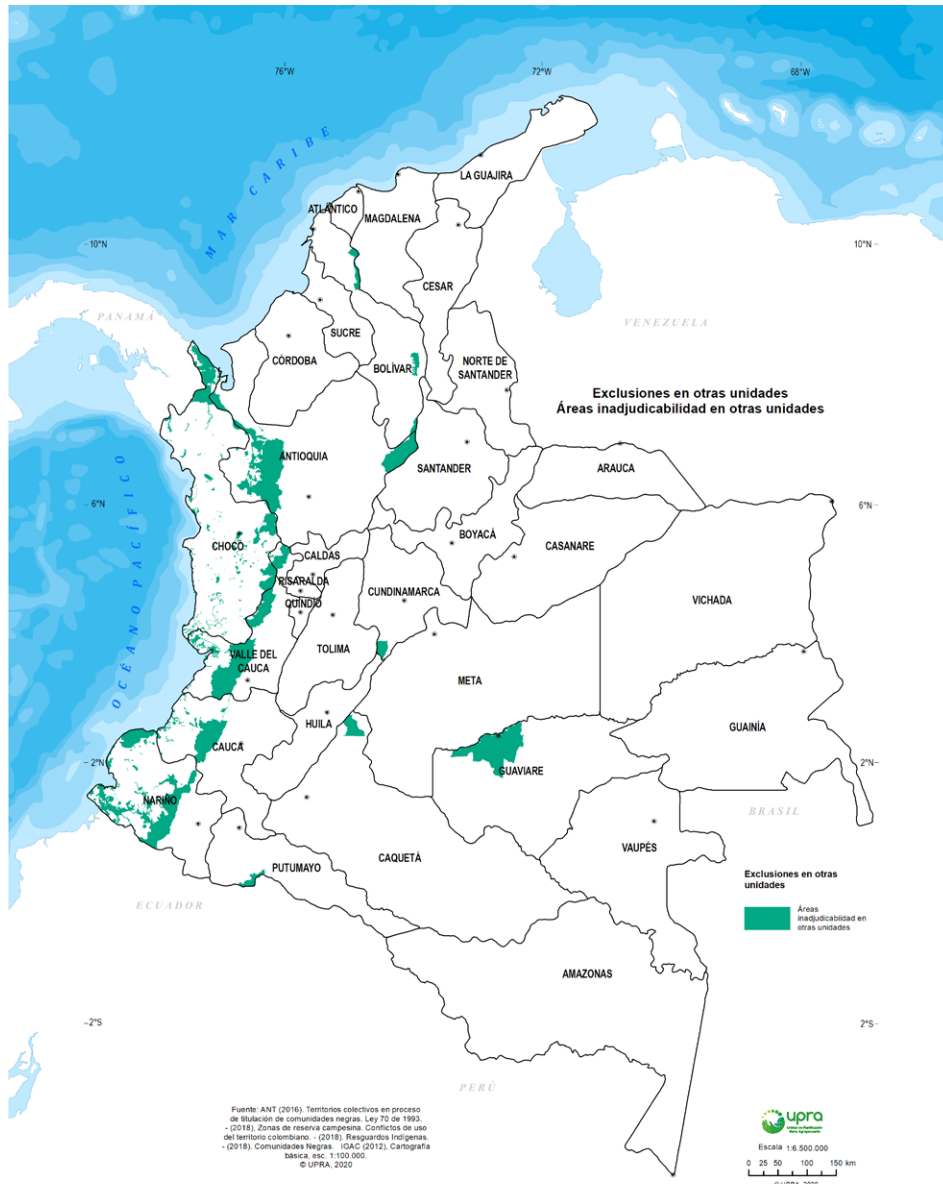 76°W
72°W
68°W
MAR CARIBE
LA GUAJIRA
ATLÁNTICO
MAGDALENA
10°N
10°N
CESAR
PANAMÁ
VENEZUELA
SUCRE
CÓRDOBA
BOLÍVAR
NORTE DE
SANTANDER
Exclusiones en otras unidades
Áreas inadjudicabilidad en otras unidades
ANTIOQUIA
SANTANDER
ARAUCA
6°N
6°N
OCÉANO PACÍFICO
CHOCÓ
BOYACÁ
CASANARE
CALDAS
RISARALDA
CUNDINAMARCA
QUINDÍO
VICHADA
VALLE DEL
CAUCA
TOLIMA
META
HUILA
GUAINÍA
CAUCA
2°N
2°N
GUAVIARE
NARIÑO
BRASIL
VAUPÉS
CAQUETÁ
PUTUMAYO
Exclusiones en otras
unidades
Áreas
inadjudicablidad en
otras unidades
ECUADOR
AMAZONAS
2°S
2°S
PERÚ
Fuente: ANT (2016). Territorios colectivos en proceso
de titulación de comunidades negras. Ley 70 de 1993.
- (2018), Zonas de reserva campesina. Conflictos de uso
del territorio colombiano. - (2018). Resguardos Indígenas.
- (2018). Comunidades Negras. IGAC (2012), Cartografía
básica, esc. 1:100.000.
© UPRA, 2020
upra
Escala 1:6.500.000
0 25 50 100 150 km
© UPRA, 2020